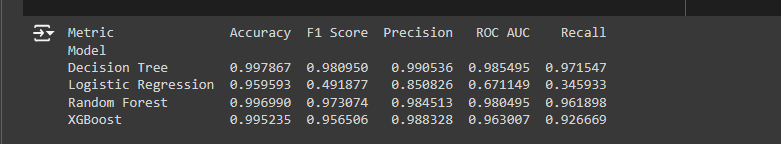 Metric Accuracy F1 Score Precision ROC AUC Recall
Model
Decision Tree 0.997867 0.980950 0.990536 0.985495 0.971547
Logistic Regression 0.959593 0.491877 0.850826 0.671149 0.345933
Random Forest 0.996990 0.973074 0.984513 0.980495 0.961898
XGBoost 0.995235 0.956506 0.988328 0.963007 0.926669